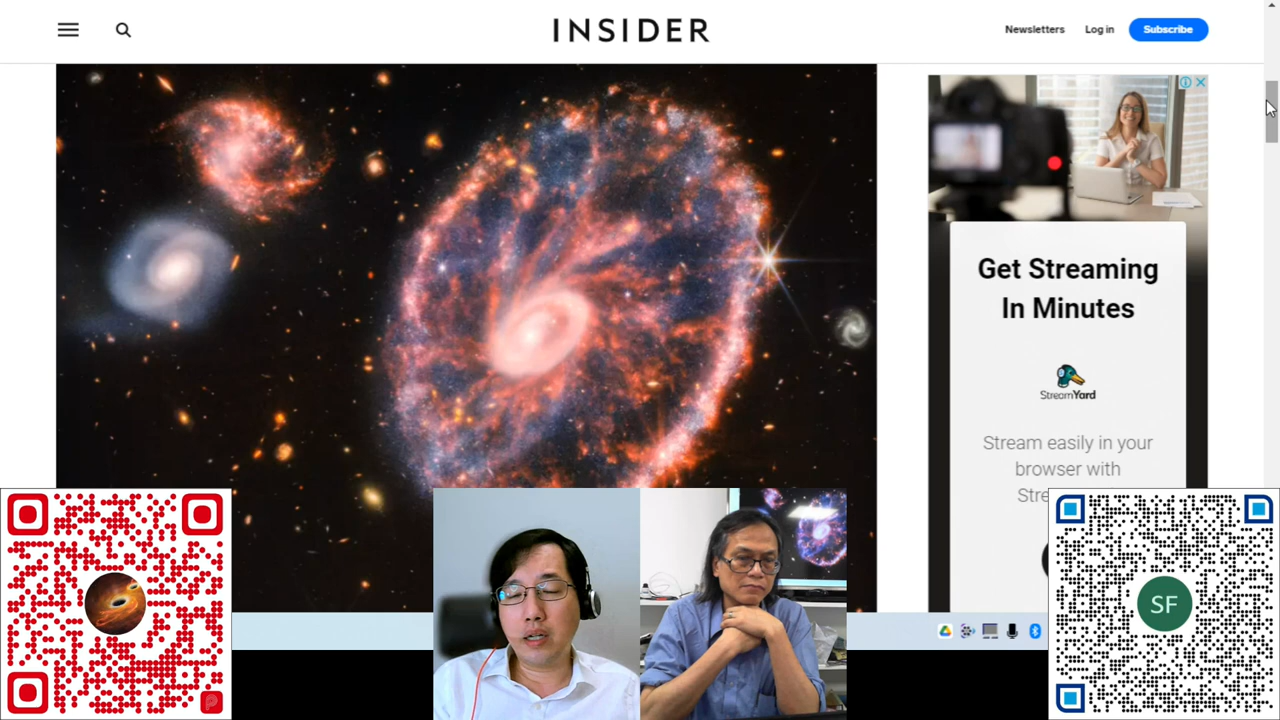 INSIDER
Newsletters
Log in
Subscribe
Get Streaming
In Minutes
StreamYard
Stream easily in your
browser with
SF